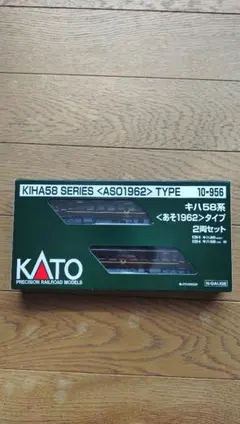 KIHA58 SERIES <ASO1962> TYPE 10-956
キハ58系
<あそ1962>タイプ
2両セット
KATO
PRECISION RAILROAD MODELS
N-GAUGE